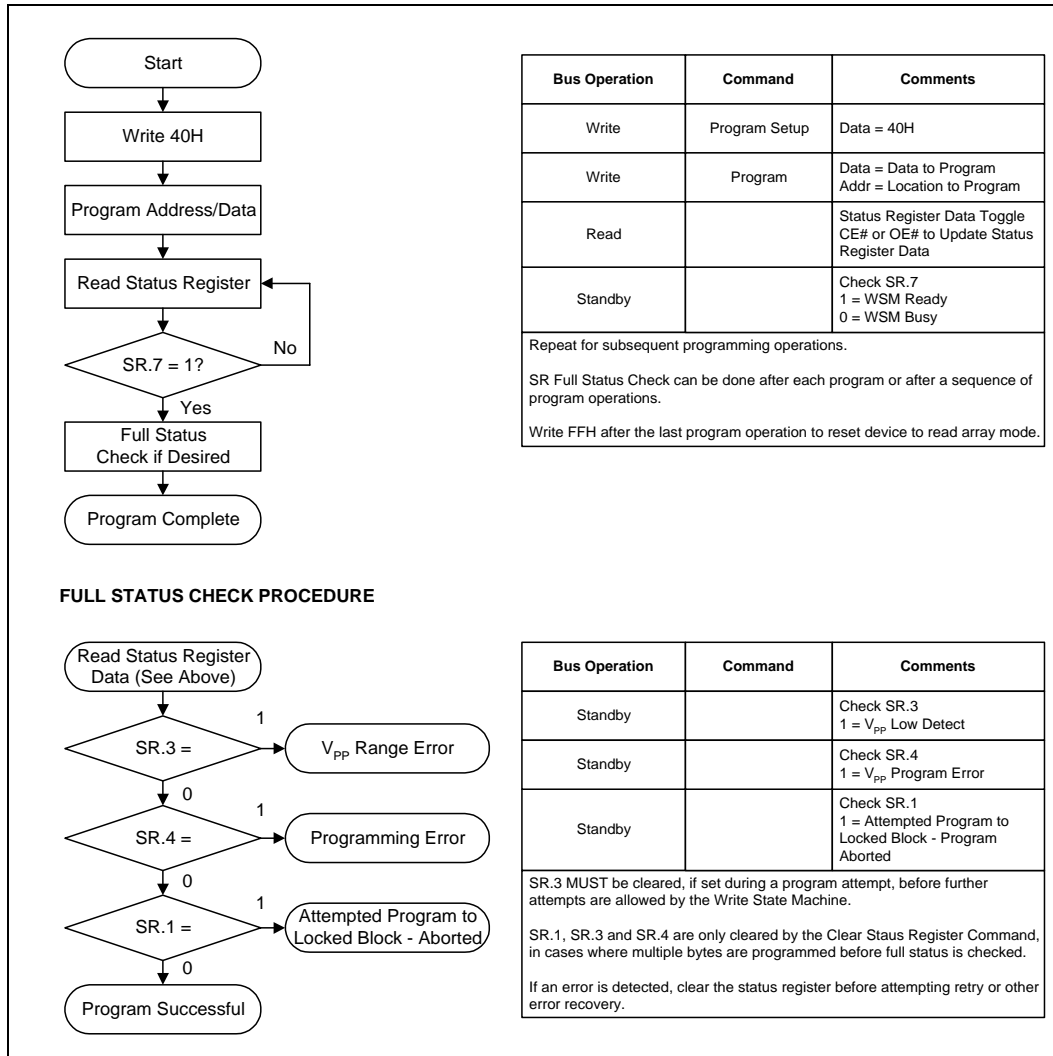 Start
Write 40H
Program Address/Data
Read Status Register
No
SR.7 = 1?
Yes
Full Status
Check if Desired
Program Complete
Bus Operation
Command
Comments
Write
Program Setup
Data = 40H
Write
Program
Data = Data to Program
Addr = Location to Program
Read
Status Register Data Toggle
CE# or OE# to Update Status
Register Data
Standby
Check SR.7
1 = WSM Ready
0 = WSM Busy
Repeat for subsequent programming operations.
SR Full Status Check can be done after each program or after a sequence of
program operations.
Write FFH after the last program operation to reset device to read array mode.
FULL STATUS CHECK PROCEDURE
Read Status Register
Data (See Above)
1
SR.3 =
VPP Range Error
0
1
SR.4 =
Programming Error
0
1
SR.1 =
Attempted Program to
Locked Block - Aborted
0
Program Successful
Bus Operation
Command
Comments
Standby
Check SR.3
1 = VPP Low Detect
Standby
Check SR.4
1 = VPP Program Error
Standby
Check SR.1
1 = Attempted Program to
Locked Block - Program
Aborted
SR.3 MUST be cleared, if set during a program attempt, before further
attempts are allowed by the Write State Machine.
SR.1, SR.3 and SR.4 are only cleared by the Clear Staus Register Command,
in cases where multiple bytes are programmed before full status is checked.
If an error is detected, clear the status register before attempting retry or other
error recovery.